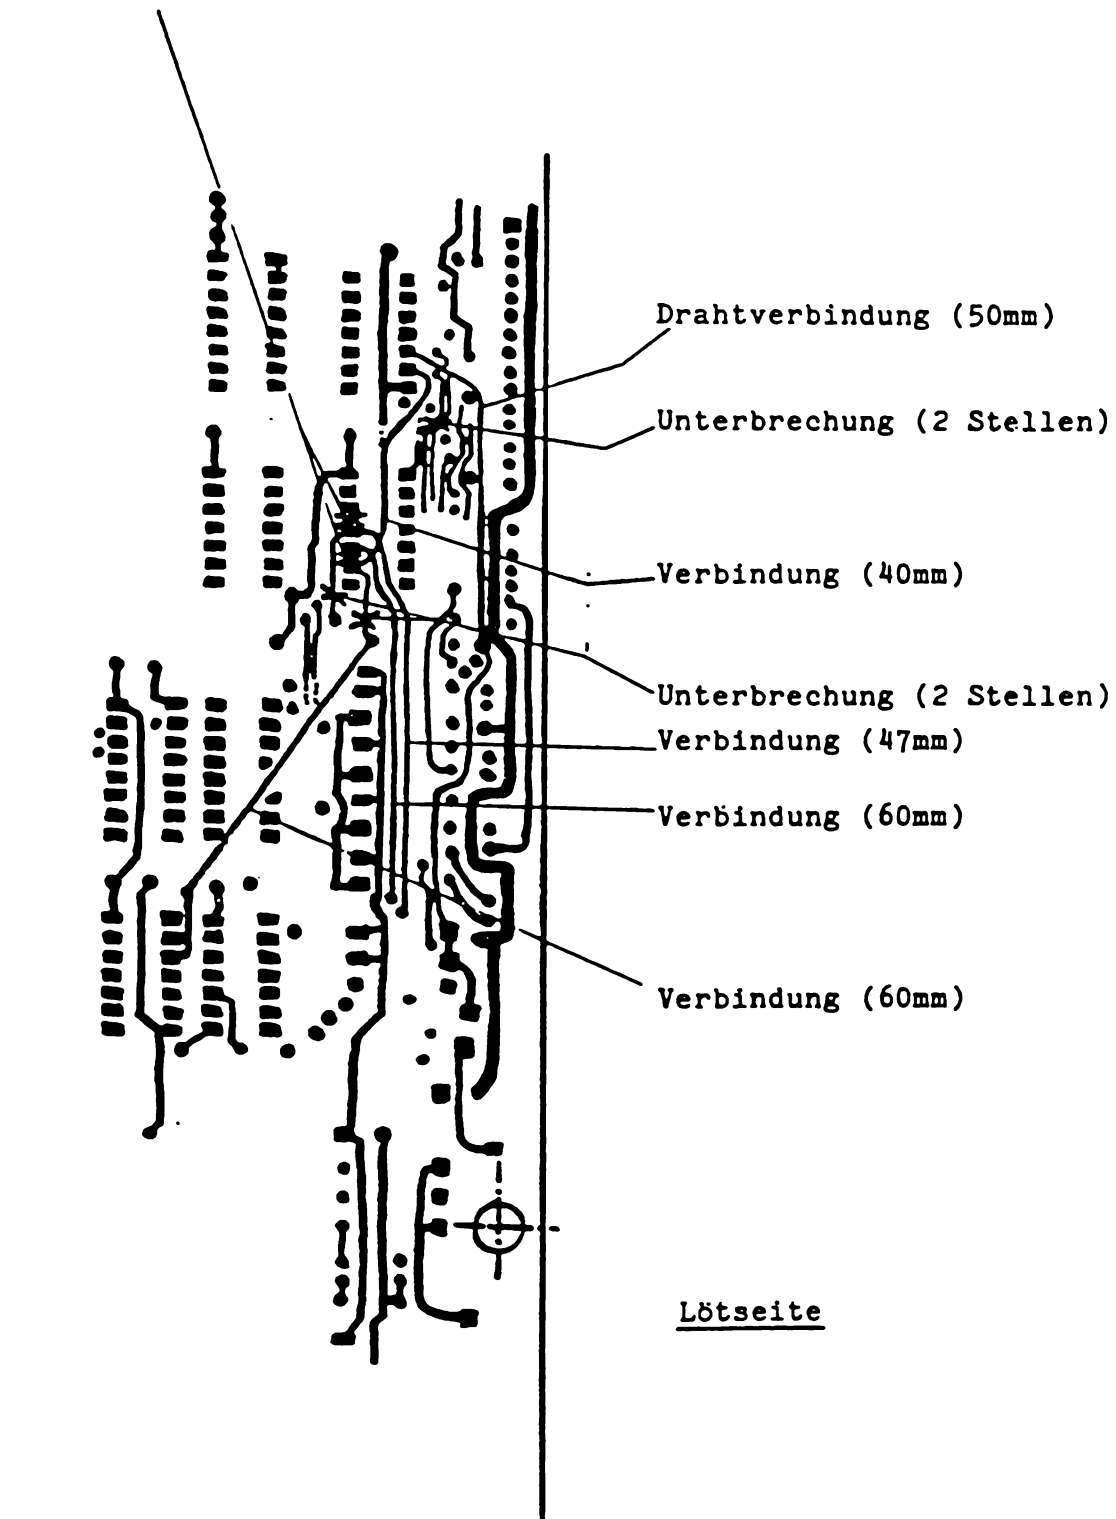 Drahtverbindung (50mm)
Unterbrechung (2 Stellen)
Verbindung (40mm)
Unterbrechung (2 Stellen)
Verbindung (47mm)
Verbindung (60mm)
Verbindung (60mm)
Lötseite